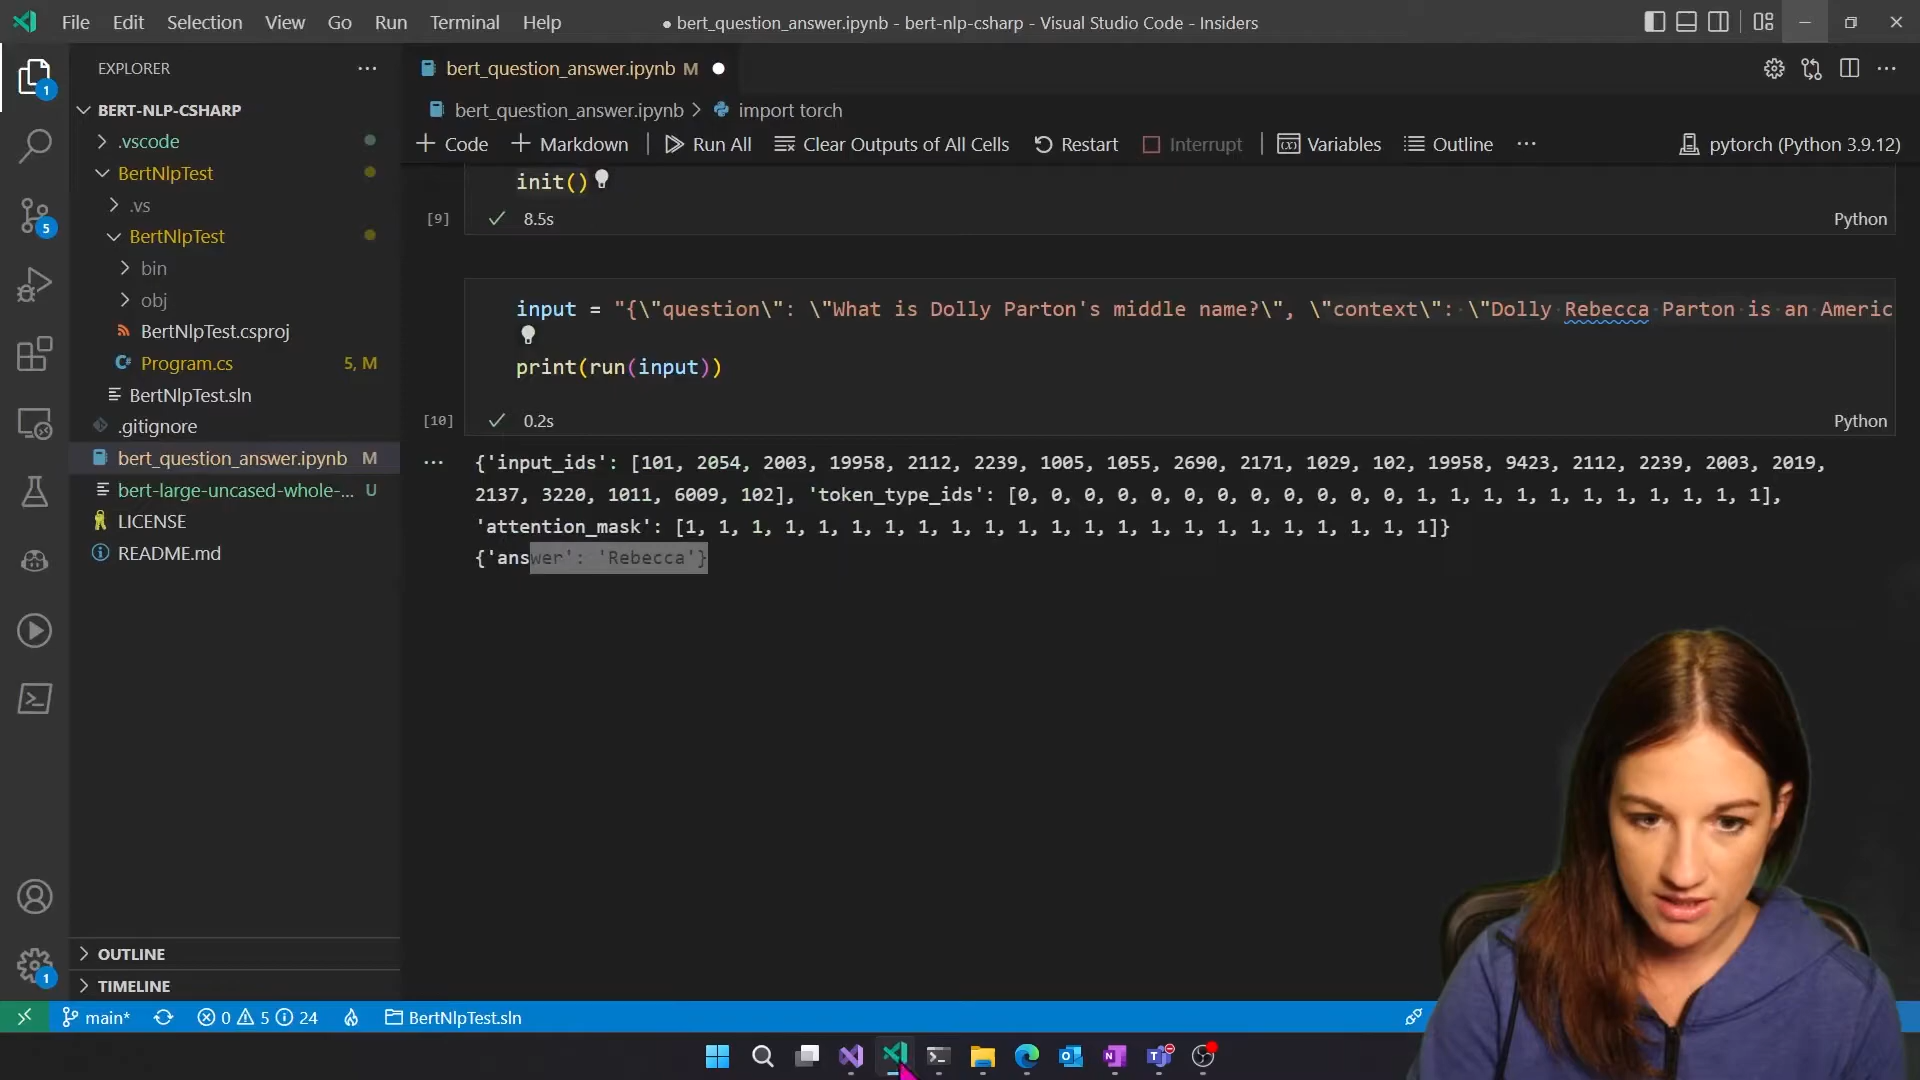 File Edit Selection View Go Run Terminal Help
● bert_question_answer.ipynb - bert-nlp-csharp - Visual Studio Code - Insiders
EXPLORER
BERT-NLP-CSHARP
.vscode
BertNlpTest
.vs
BertNlpTest
bin
obj
BertNlpTest.csproj
Program.cs 5, M
BertNlpTest.sln
.gitignore
bert_question_answer.ipynb M
bert-large-uncased-whole-... U
LICENSE
README.md
OUTLINE
TIMELINE
1
5
1
bert_question_answer.ipynb M
bert_question_answer.ipynb > import torch
+ Code + Markdown Run All Clear Outputs of All Cells Restart Interrupt Variables Outline ... pytorch (Python 3.9.12)
init()
[9] 8.5s Python
input = "{\"question\": \"What is Dolly Parton's middle name?\", \"context\": \"Dolly Rebecca Parton is an Americ
print(run(input))
[10] 0.2s Python
{'input_ids': [101, 2054, 2003, 19958, 2112, 2239, 1005, 1055, 2690, 2171, 1029, 102, 19958, 9423, 2112, 2239, 2003, 2019,
2137, 3220, 1011, 6009, 102], 'token_type_ids': [0, 0, 0, 0, 0, 0, 0, 0, 0, 0, 0, 0, 1, 1, 1, 1, 1, 1, 1, 1, 1, 1, 1],
'attention_mask': [1, 1, 1, 1, 1, 1, 1, 1, 1, 1, 1, 1, 1, 1, 1, 1, 1, 1, 1, 1, 1, 1, 1]}
{'answer': 'Rebecca'}
main* 0 5 24 BertNlpTest.sln